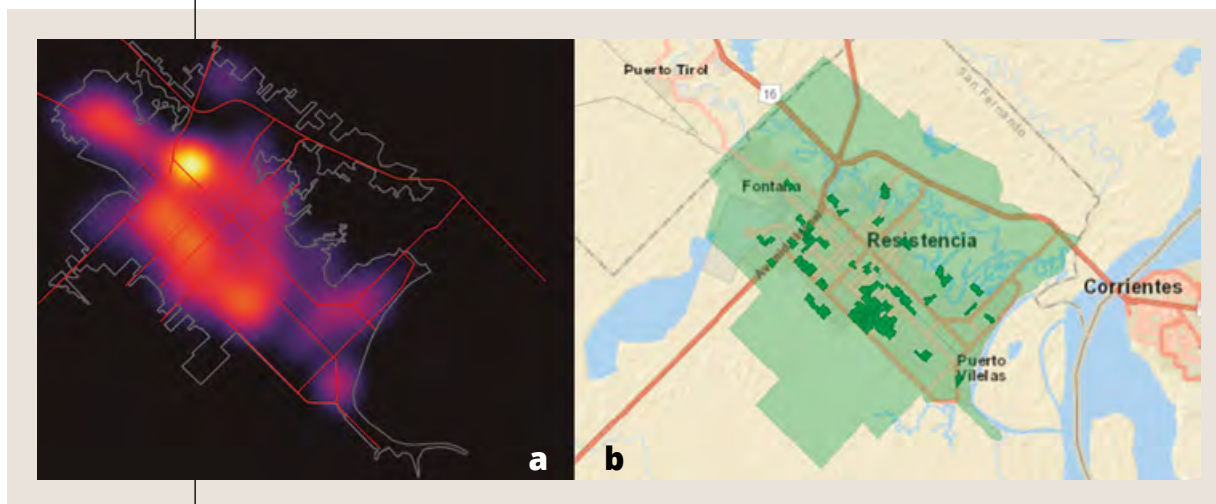 Puerto Tirol
16
San Fernando
Fontana
Resistencia
Corrientes
Puerto
Vilelas
a
b